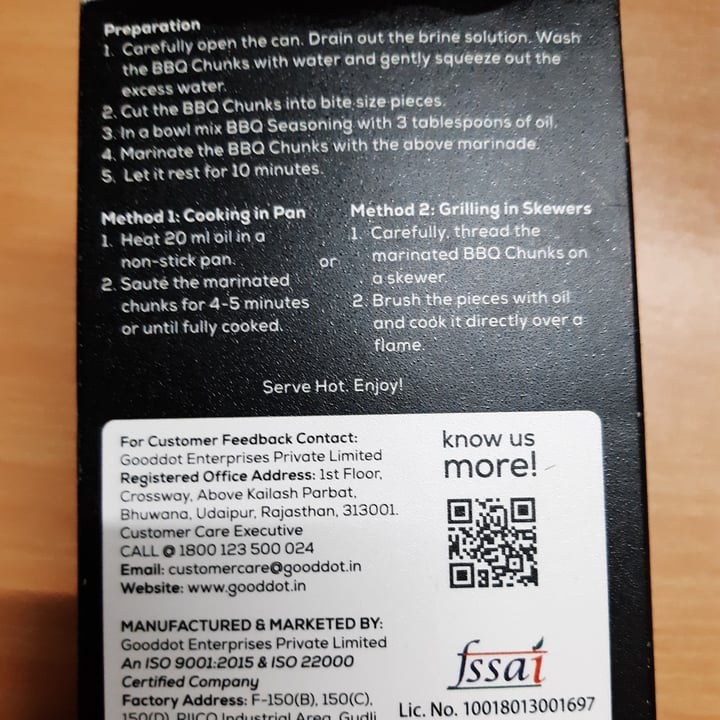 Preparation
1. Carefully open the can. Drain out the brine solution. Wash
the BBQ Chunks with water and gently squeeze out the
excess water.
2. Cut the BBQ Chunks into bite size pieces.
3. In a bowl mix BBQ Seasoning with 3 tablespoons of oil.
4. Marinate the BBQ Chunks with the above marinade.
5. Let it rest for 10 minutes.
Method 1: Cooking in Pan
1. Heat 20 ml oil in a
non-stick pan.
2. Sauté the marinated
chunks for 4-5 minutes
or until fully cooked.
or
Method 2: Grilling in Skewers
1. Carefully, thread the
marinated BBQ Chunks on
a skewer.
2. Brush the pieces with oil
and cook it directly over a
flame.
Serve Hot. Enjoy!
For Customer Feedback Contact:
Gooddot Enterprises Private Limited
Registered Office Address: 1st Floor,
Crossway, Above Kailash Parbat,
Bhuwana, Udaipur, Rajasthan, 313001.
Customer Care Executive
CALL @ 1800 123 500 024
Email: customercare@gooddot.in
Website: www.gooddot.in
know us
more!
MANUFACTURED & MARKETED BY:
Gooddot Enterprises Private Limited
An ISO 9001:2015 & ISO 22000
Certified Company
Factory Address: F-150(B), 150(C),
150(D), RIICO Industrial Area, Gudli
fssai
Lic. No. 10018013001697